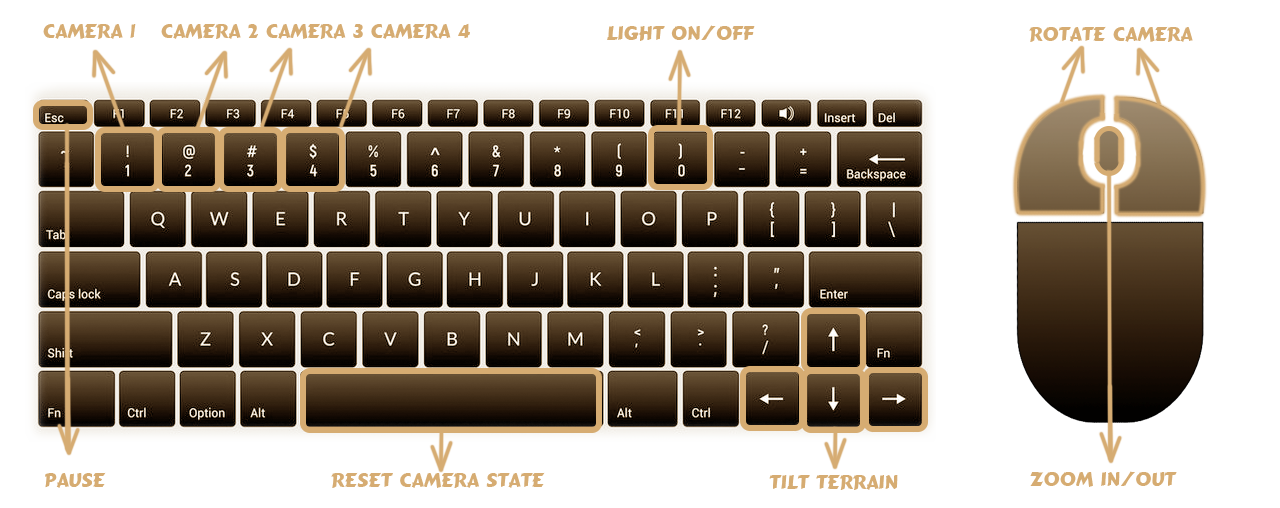 CAMERA 1 CAMERA 2 CAMERA 3 CAMERA 4 LIGHT ON/OFF ROTATE CAMERA
Esc F1 F2 F3 F4 F5 F6 F7 F8 F9 F10 F11 F12 Insert Del
~ ! @ # $ % ^ & * ( ) - +
1 2 3 4 5 6 7 8 9 0 - = Backspace
Tab Q W E R T Y U I O P { [ } ] | \
Caps lock A S D F G H J K L : ; " ' Enter
Shift Z X C V B N M < , > . ? / Fn
Fn Ctrl Option Alt Alt Ctrl
PAUSE RESET CAMERA STATE TILT TERRAIN ZOOM IN/OUT